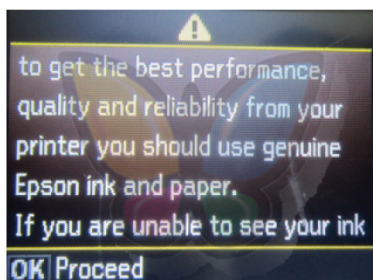 to get the best performance,
quality and reliability from your
printer you should use genuine
Epson ink and paper.
If you are unable to see your ink
OK Proceed